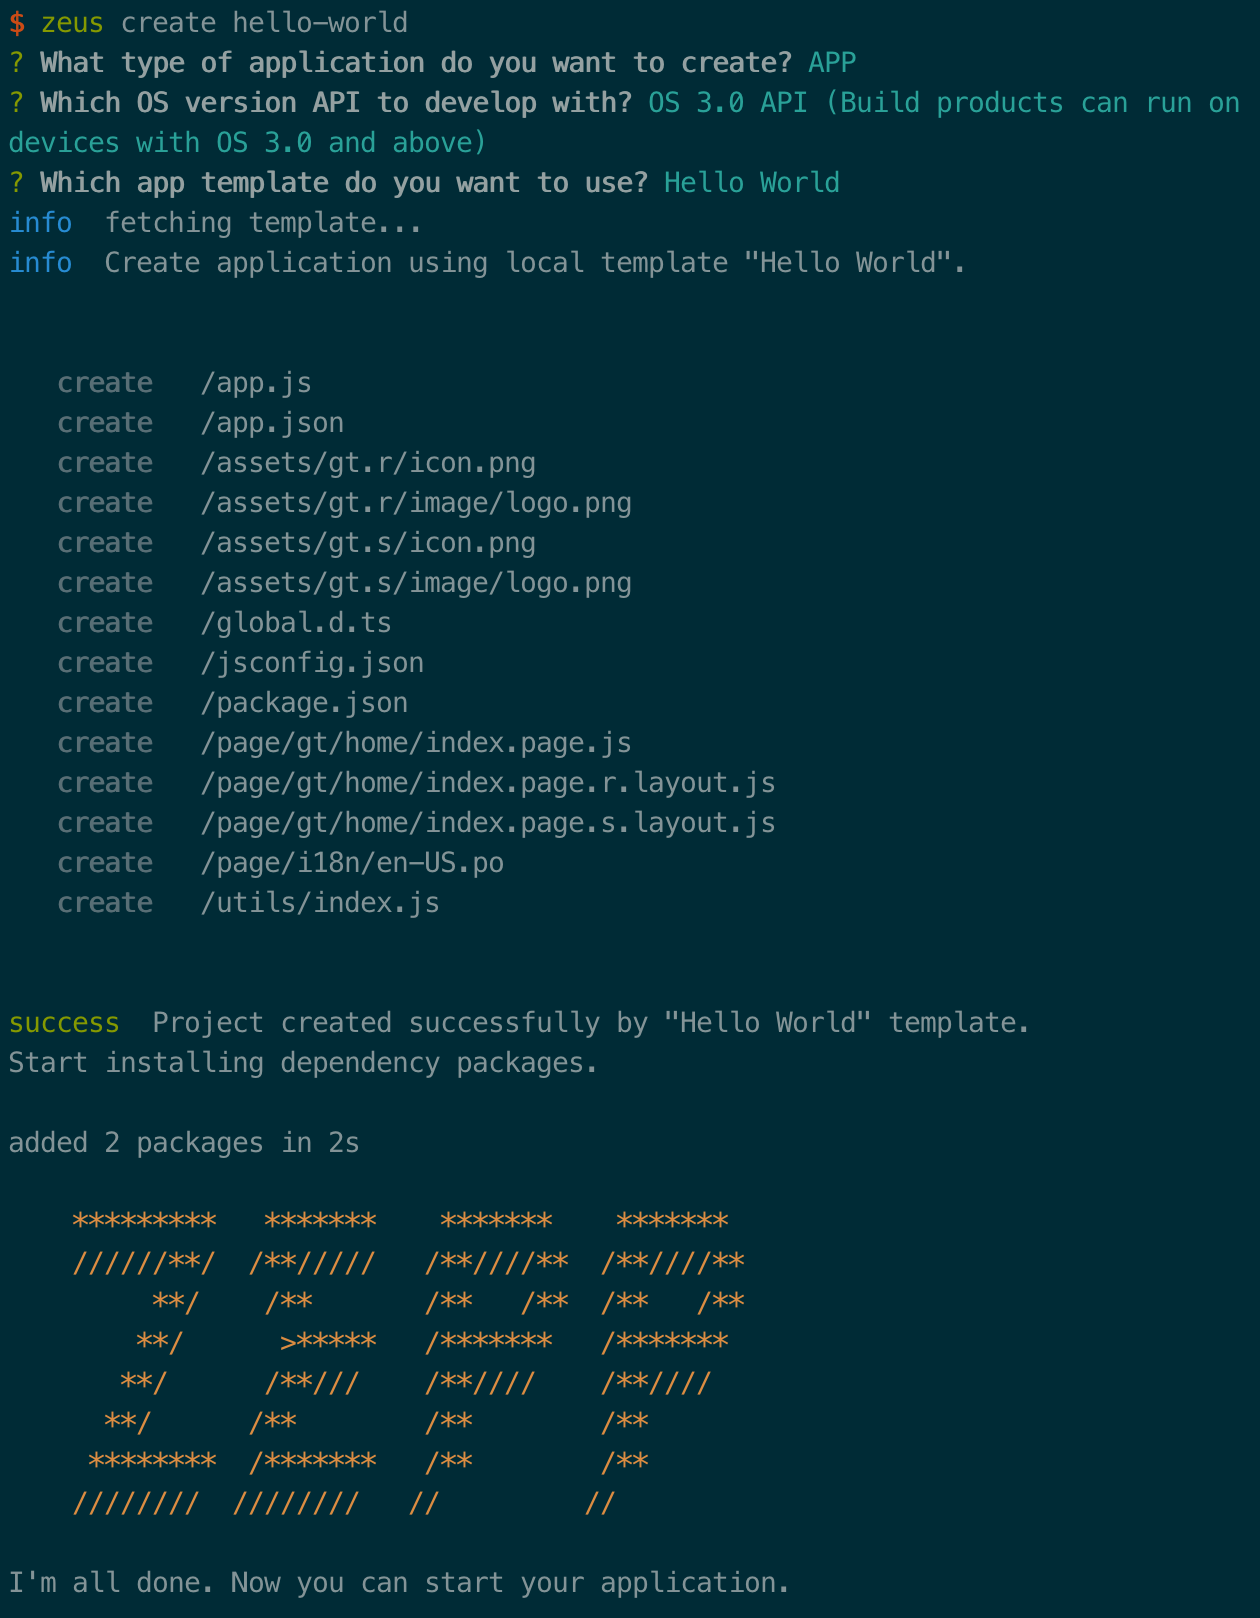 $ zeus create hello-world
? What type of application do you want to create? APP
? Which OS version API to develop with? OS 3.0 API (Build products can run on
devices with OS 3.0 and above)
? Which app template do you want to use? Hello World
info  fetching template...
info  Create application using local template "Hello World".
create   /app.js
create   /app.json
create   /assets/gt.r/icon.png
create   /assets/gt.r/image/logo.png
create   /assets/gt.s/icon.png
create   /assets/gt.s/image/logo.png
create   /global.d.ts
create   /jsconfig.json
create   /package.json
create   /page/gt/home/index.page.js
create   /page/gt/home/index.page.r.layout.js
create   /page/gt/home/index.page.s.layout.js
create   /page/i18n/en-US.po
create   /utils/index.js
success  Project created successfully by "Hello World" template.
Start installing dependency packages.
added 2 packages in 2s
    *********   *******    *******    *******
    //////**/  /**/////   /**////**  /**////**
         **/    /**       /**   /**  /**   /**
        **/      >*****   /*******   /*******
       **/      /**///    /**////    /**////
      **/      /**        /**        /**
     ********  /*******   /**        /**
    ////////  ////////   //         //
I'm all done. Now you can start your application.